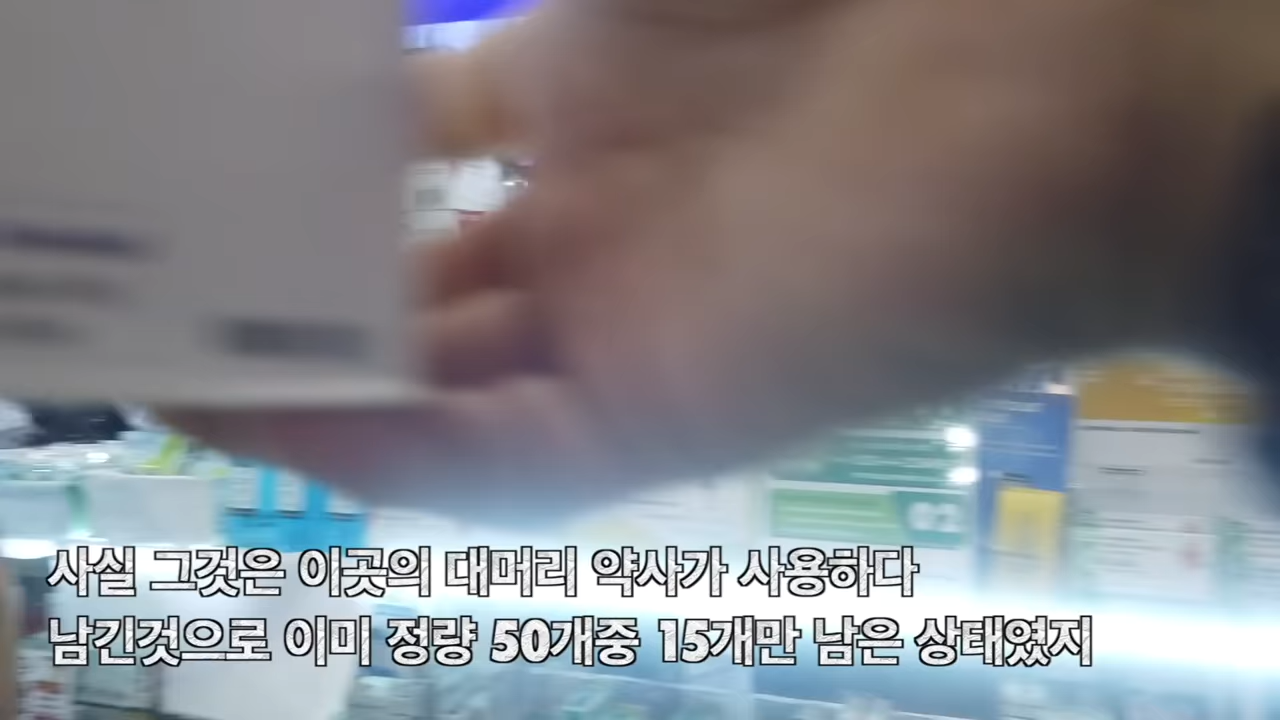 사실 그것은 이곳의 대머리 약사가 사용하다
남긴것으로 이미 정량 50개중 15개만 남은 상태였지